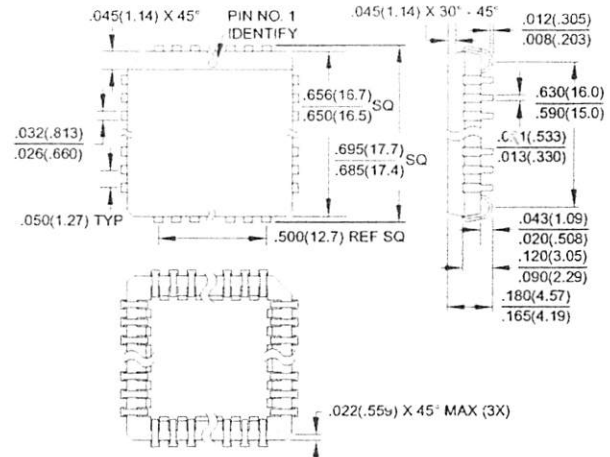 .045(1.14) X 45°
PIN NO. 1
IDENTIFY
.045(1.14) X 30° - 45°
.012(.305)
.008(.203)
.656(16.7)
.650(16.5)
SQ
.630(16.0)
.590(15.0)
.032(.813)
.026(.660)
.695(17.7)
.685(17.4)
SQ
(.533)
.013(.330)
.050(1.27) TYP
.500(12.7) REF SQ
.043(1.09)
.020(.508)
.120(3.05)
.090(2.29)
.180(4.57)
.165(4.19)
.022(.559) X 45° MAX (3X)